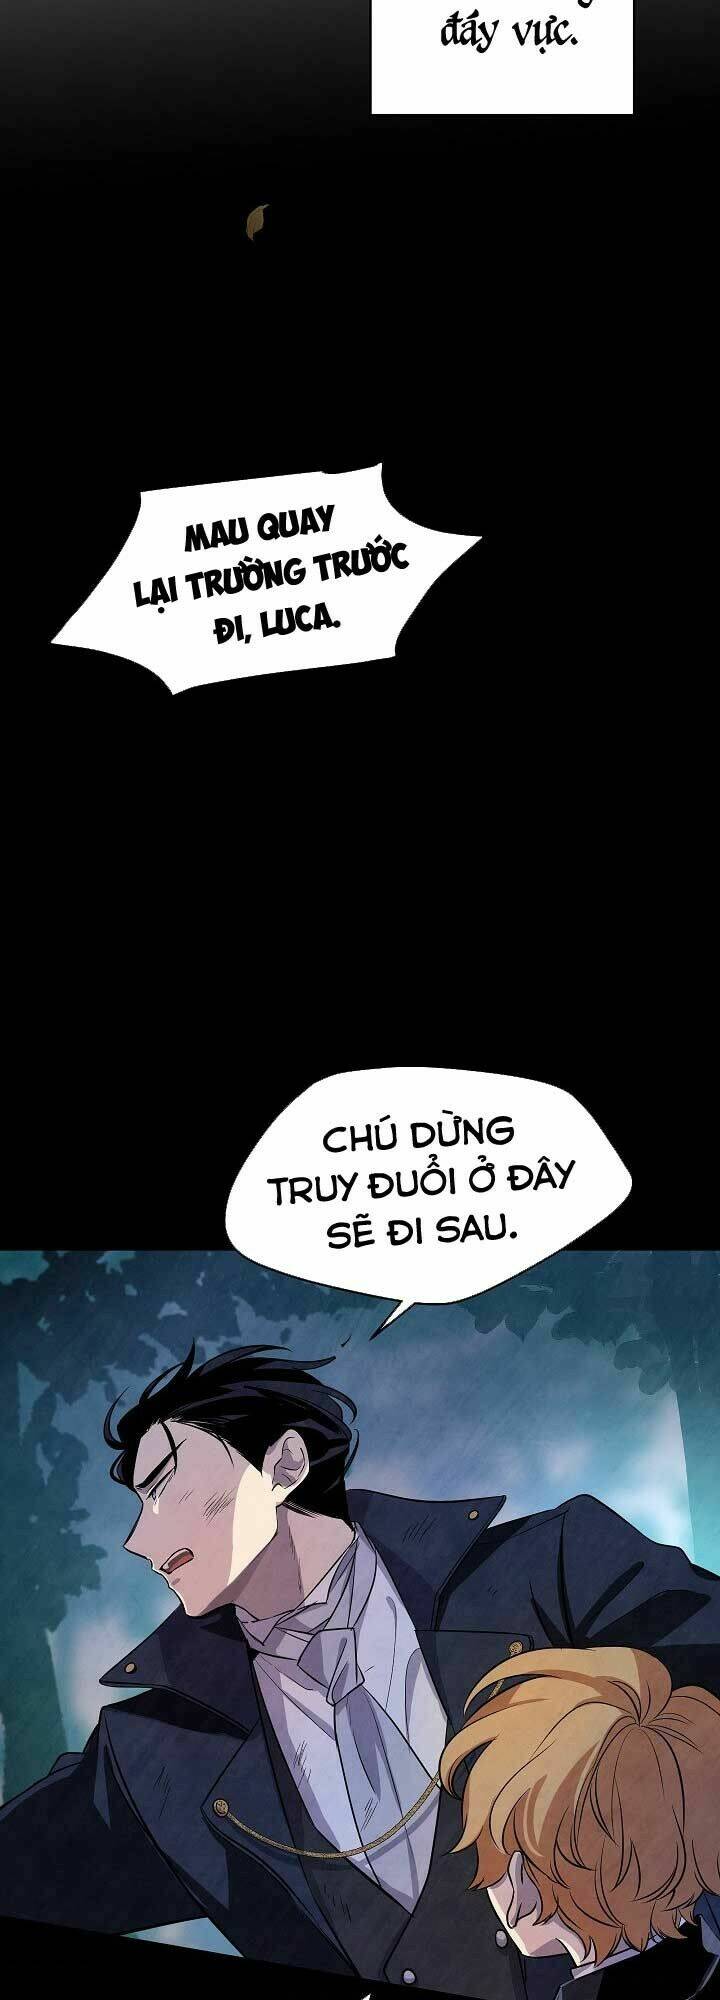 đáy vực.
MAU QUAY
LẠI TRƯỜNG TRƯỚC
ĐI, LUCA.
CHÚ DỪNG
TRUY ĐUỔI Ở ĐÂY
SẼ ĐI SAU.